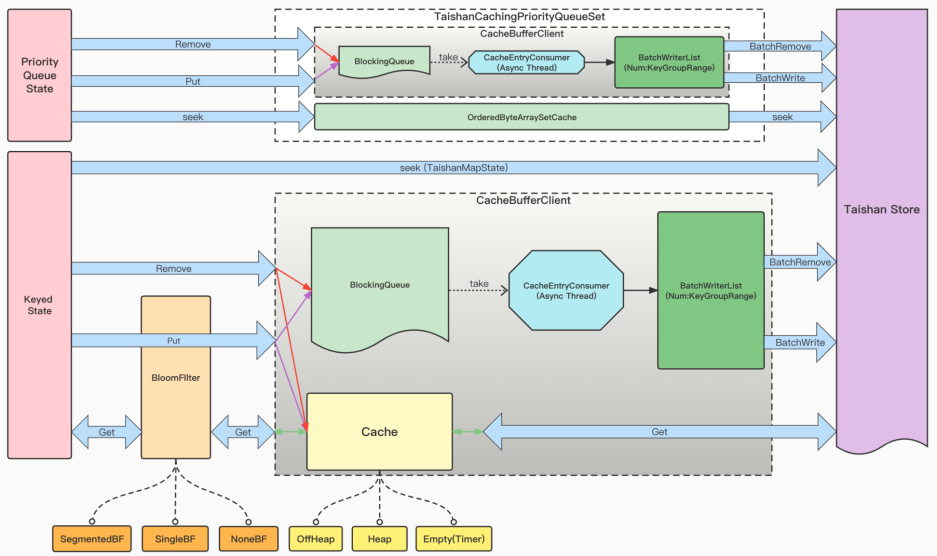 TaishanCachingPriorityQueueSet
CacheBufferClient
Priority
Queue
State
Remove
Put
seek
BlockingQueue
take
CacheEntryConsumer
(Async Thread)
BatchWriterList
(Num:KeyGroupRange)
BatchRemove
BatchWrite
OrderedByteArraySetCache
seek
seek (TaishanMapState)
Taishan Store
CacheBufferClient
Keyed
State
Remove
Put
BloomFIlter
Get
Get
BlockingQueue
take
CacheEntryConsumer
(Async Thread)
BatchWriterList
(Num:KeyGroupRange)
BatchRemove
BatchWrite
Cache
Get
SegmentedBF
SingleBF
NoneBF
OffHeap
Heap
Empty(Timer)